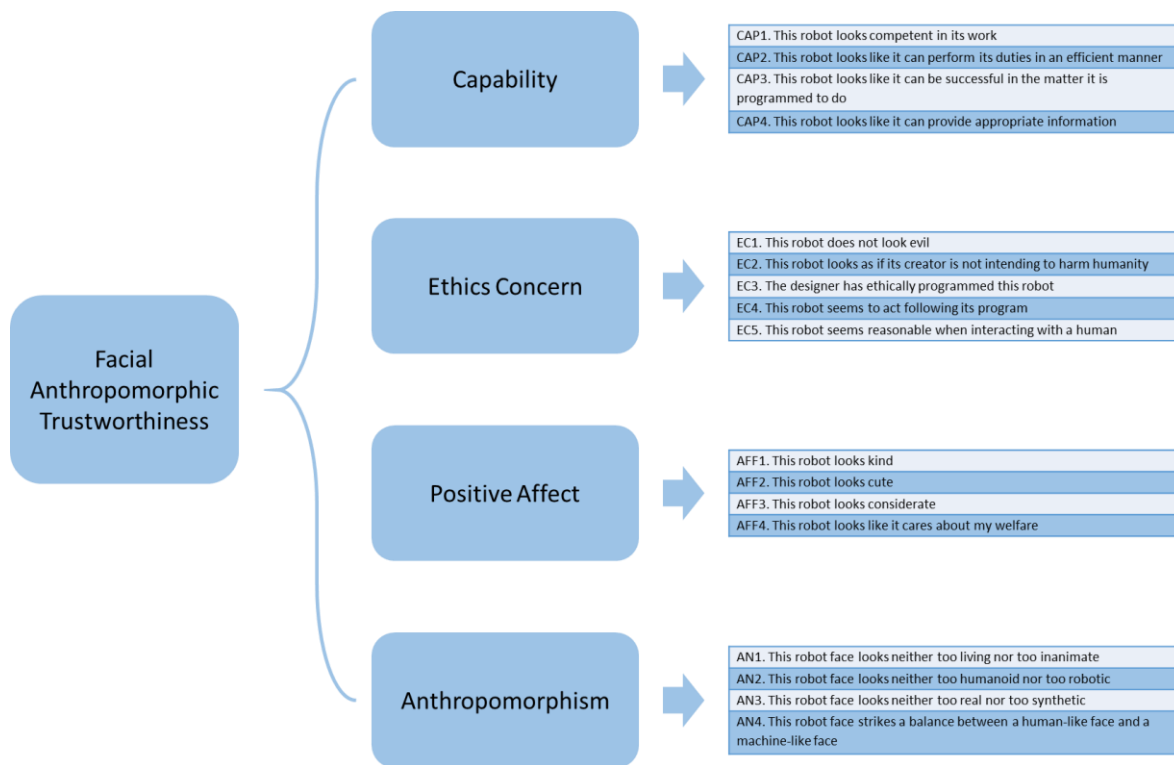 Facial
Anthropomorphic
Trustworthiness
Capability
CAP1. This robot looks competent in its work
CAP2. This robot looks like it can perform its duties in an efficient manner
CAP3. This robot looks like it can be successful in the matter it is
programmed to do
CAP4. This robot looks like it can provide appropriate information
Ethics Concern
EC1. This robot does not look evil
EC2. This robot looks as if its creator is not intending to harm humanity
EC3. The designer has ethically programmed this robot
EC4. This robot seems to act following its program
EC5. This robot seems reasonable when interacting with a human
Positive Affect
AFF1. This robot looks kind
AFF2. This robot looks cute
AFF3. This robot looks considerate
AFF4. This robot looks like it cares about my welfare
Anthropomorphism
AN1. This robot face looks neither too living nor too inanimate
AN2. This robot face looks neither too humanoid nor too robotic
AN3. This robot face looks neither too real nor too synthetic
AN4. This robot face strikes a balance between a human-like face and a
machine-like face